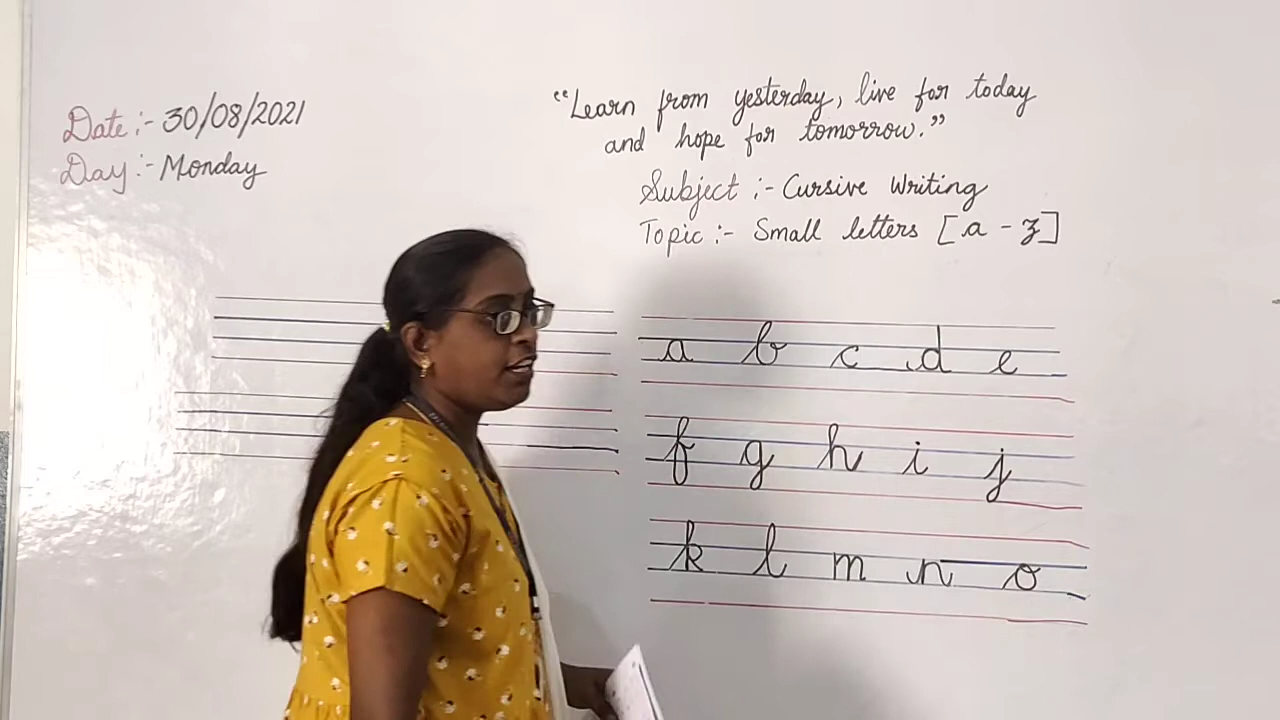 Date :- 30/08/2021
Day :- Monday
"Learn from yesterday, live for today
and hope for tomorrow."
Subject :- Cursive Writing
Topic :- Small letters [a - z]
a b c d e
f g h i j
k l m n o